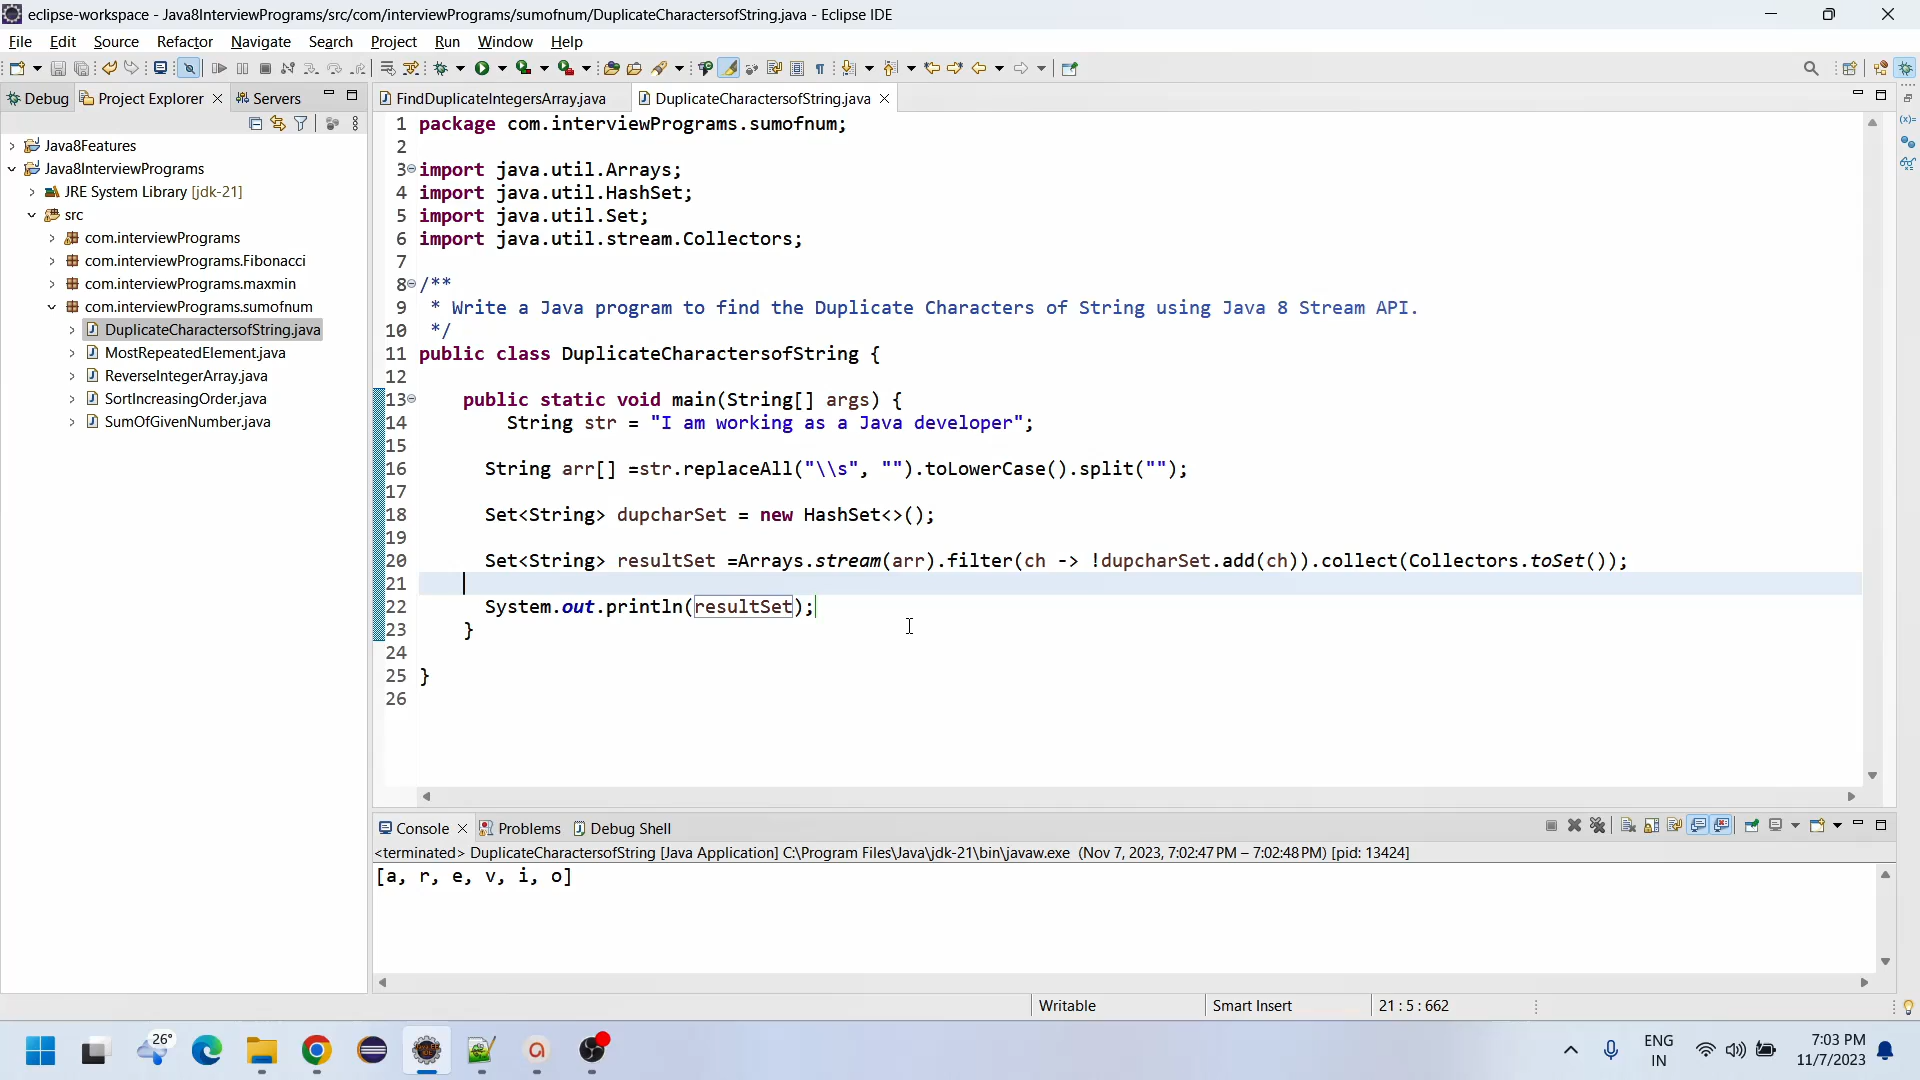 eclipse-workspace - Java8InterviewPrograms/src/com/interviewPrograms/sumofnum/DuplicateCharactersofString.java - Eclipse IDE
File Edit Source Refactor Navigate Search Project Run Window Help
Debug Project Explorer Servers
FindDuplicateIntegersArray.java DuplicateCharactersofString.java
Java8Features
Java8InterviewPrograms
JRE System Library [jdk-21]
src
com.interviewPrograms
com.interviewPrograms.Fibonacci
com.interviewPrograms.maxmin
com.interviewPrograms.sumofnum
DuplicateCharactersofString.java
MostRepeatedElement.java
ReverseIntegerArray.java
SortIncreasingOrder.java
SumOfGivenNumber.java
1 package com.interviewPrograms.sumofnum;
2
3 import java.util.Arrays;
4 import java.util.HashSet;
5 import java.util.Set;
6 import java.util.stream.Collectors;
7
8 /**
9 * Write a Java program to find the Duplicate Characters of String using Java 8 Stream API.
10 */
11 public class DuplicateCharactersofString {
12
13 public static void main(String[] args) {
14 String str = "I am working as a Java developer";
15
16 String arr[] =str.replaceAll("\\s", "").toLowerCase().split("");
17
18 Set<String> dupcharSet = new HashSet<>();
19
20 Set<String> resultSet =Arrays.stream(arr).filter(ch -> !dupcharSet.add(ch)).collect(Collectors.toSet());
21
22 System.out.println(resultSet);
23 }
24
25 }
26
Console Problems Debug Shell
<terminated> DuplicateCharactersofString [Java Application] C:\Program Files\Java\jdk-21\bin\javaw.exe (Nov 7, 2023, 7:02:47 PM – 7:02:48 PM) [pid: 13424]
[a, r, e, v, i, o]
Writable Smart Insert 21 : 5 : 662
26°
ENG
IN
7:03 PM
11/7/2023